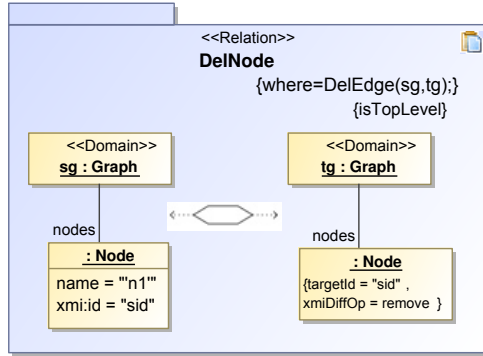 <<Relation>>
DelNode
{where=DelEdge(sg,tg);}
{isTopLevel}
<<Domain>>
sg : Graph
<<Domain>>
tg : Graph
nodes
nodes
: Node
name = "'n1'"
xmi:id = "sid"
: Node
{targetId = "sid" ,
xmiDiffOp = remove }